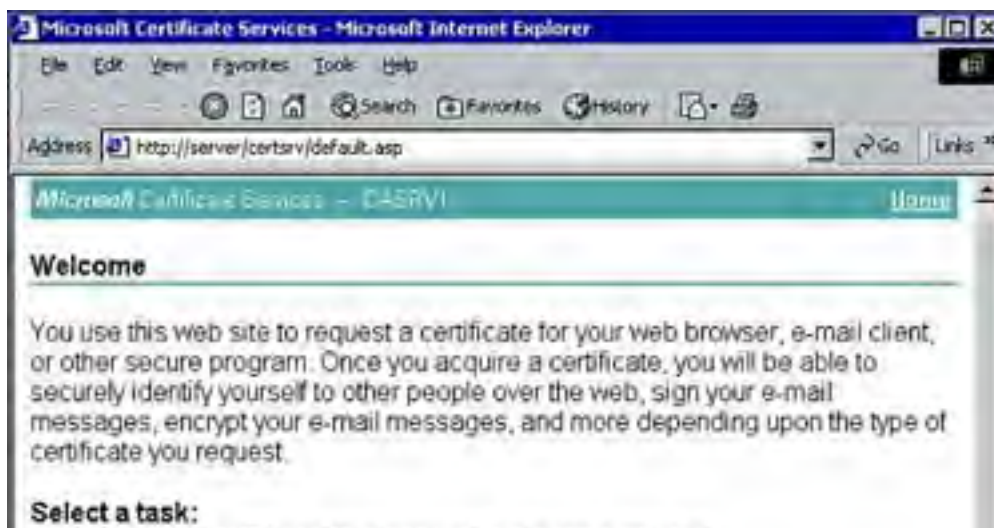 Microsoft Certificate Services - Microsoft Internet Explorer
File Edit View Favorites Tools Help
Search Favorites History
Address http://server/certsrv/default.asp Go Links »
Microsoft Certificate Services -- Home
Welcome
You use this web site to request a certificate for your web browser, e-mail client,
or other secure program. Once you acquire a certificate, you will be able to
securely identify yourself to other people over the web, sign your e-mail
messages, encrypt your e-mail messages, and more depending upon the type of
certificate you request.
Select a task: